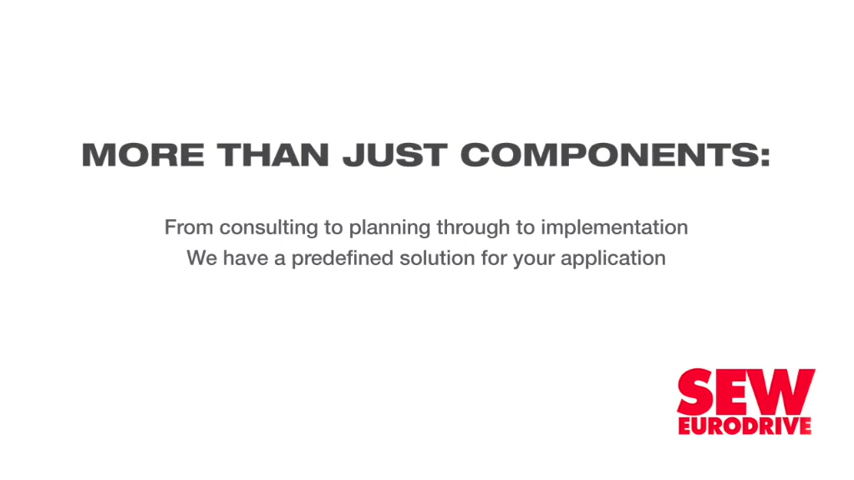 MORE THAN JUST COMPONENTS:
From consulting to planning through to implementation
We have a predefined solution for your application
SEW
EURODRIVE